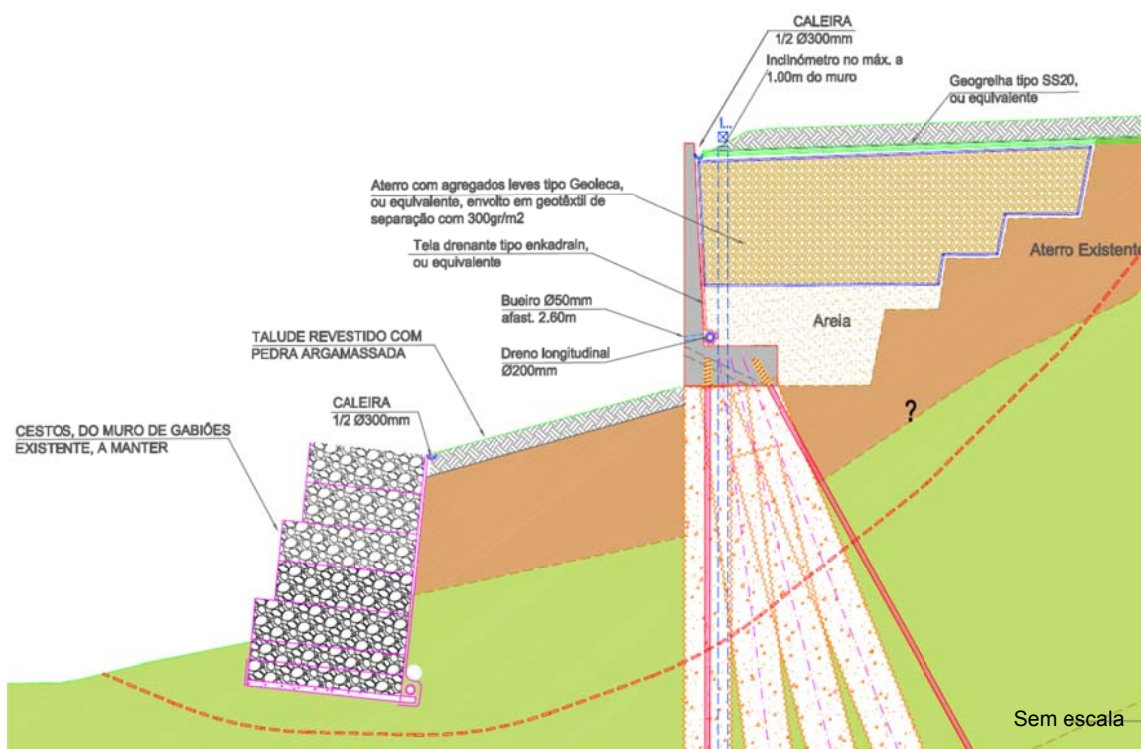 CALEIRA
1/2 Ø300mm
Inclinómetro no máx. a
1.00m do muro
Geogrelha tipo SS20,
ou equivalente
I...
Aterro com agregados leves tipo Geoleca,
ou equivalente, envolto em geotêxtil de
separação com 300gr/m2
Tela drenante tipo enkadrain,
ou equivalente
Aterro Existente
Bueiro Ø50mm
afast. 2.60m
Areia
TALUDE REVESTIDO COM
PEDRA ARGAMASSADA
Dreno longitudinal
Ø200mm
CALEIRA
1/2 Ø300mm
?
CESTOS, DO MURO DE GABIÕES
EXISTENTE, A MANTER
Sem escala